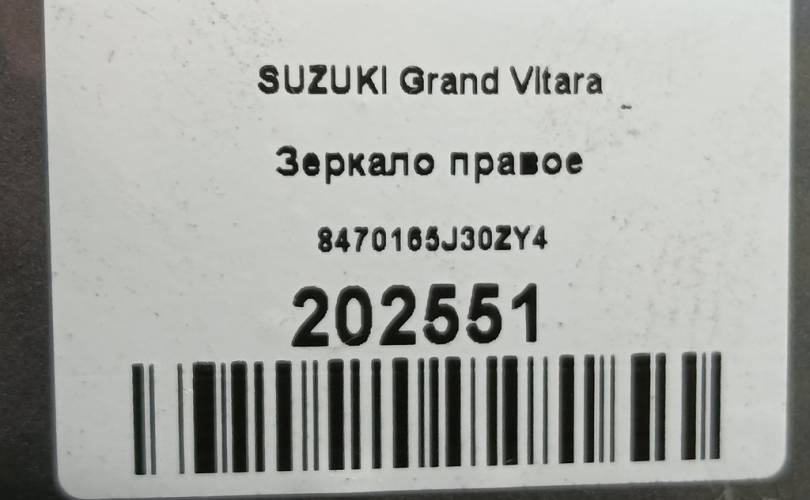 SUZUKI Grand Vitara
Зеркало правое
8470165J30ZY4
202551